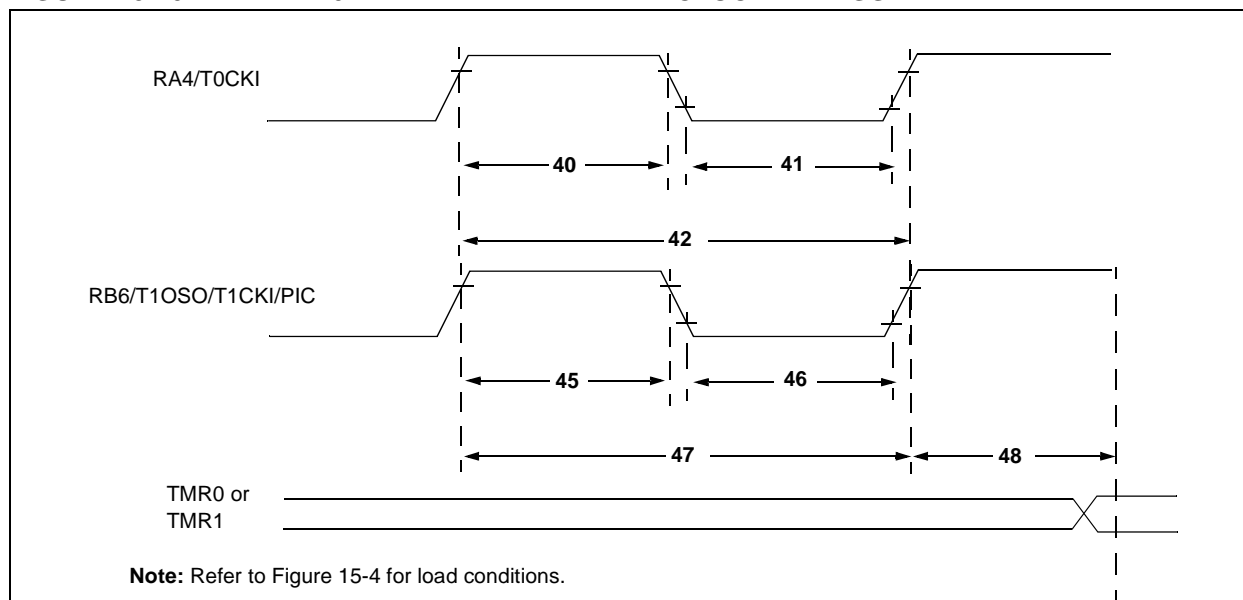 RA4/T0CKI
40
41
42
RB6/T1OSO/T1CKI/PIC
45
46
47
48
TMR0 or
TMR1
Note: Refer to Figure 15-4 for load conditions.